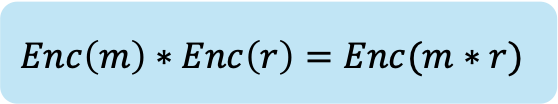 Enc(m) * Enc(r) = Enc(m * r)